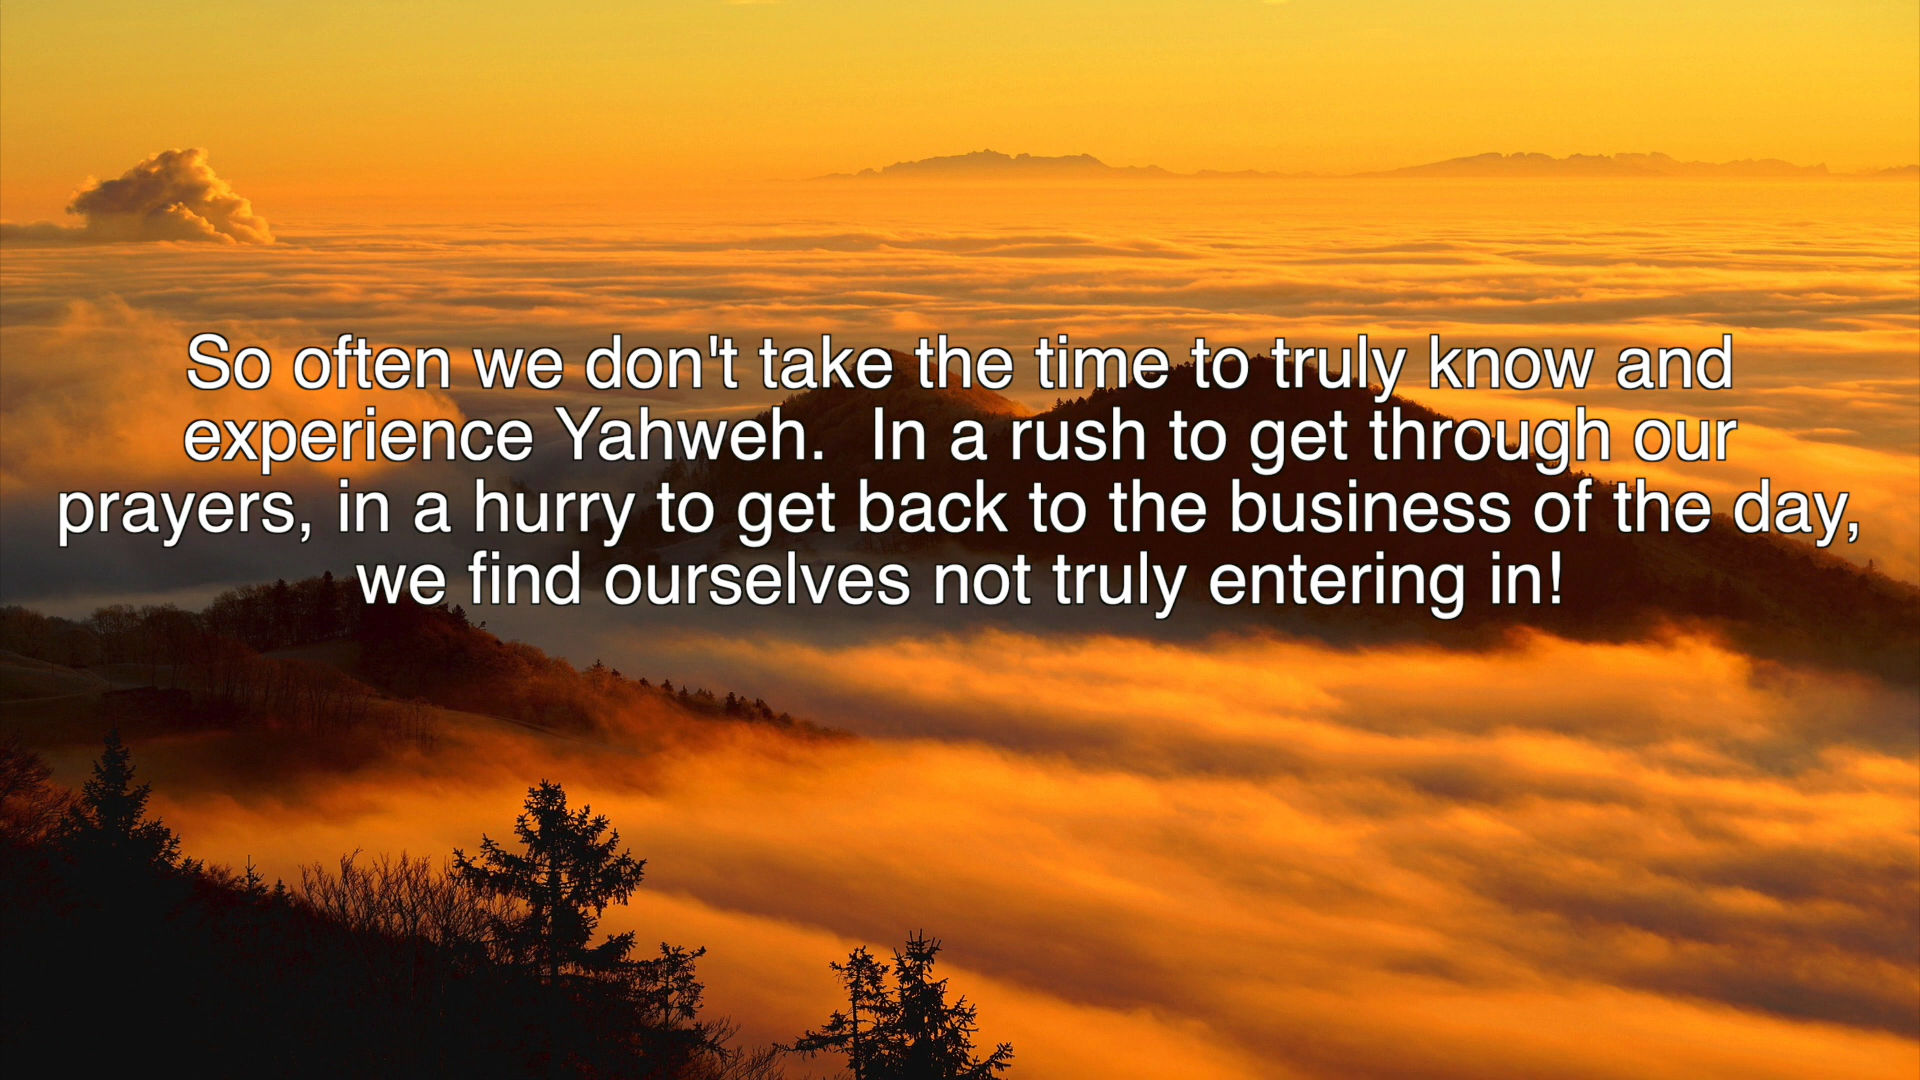 So often we don't take the time to truly know and
experience Yahweh.  In a rush to get through our
prayers, in a hurry to get back to the business of the day,
we find ourselves not truly entering in!